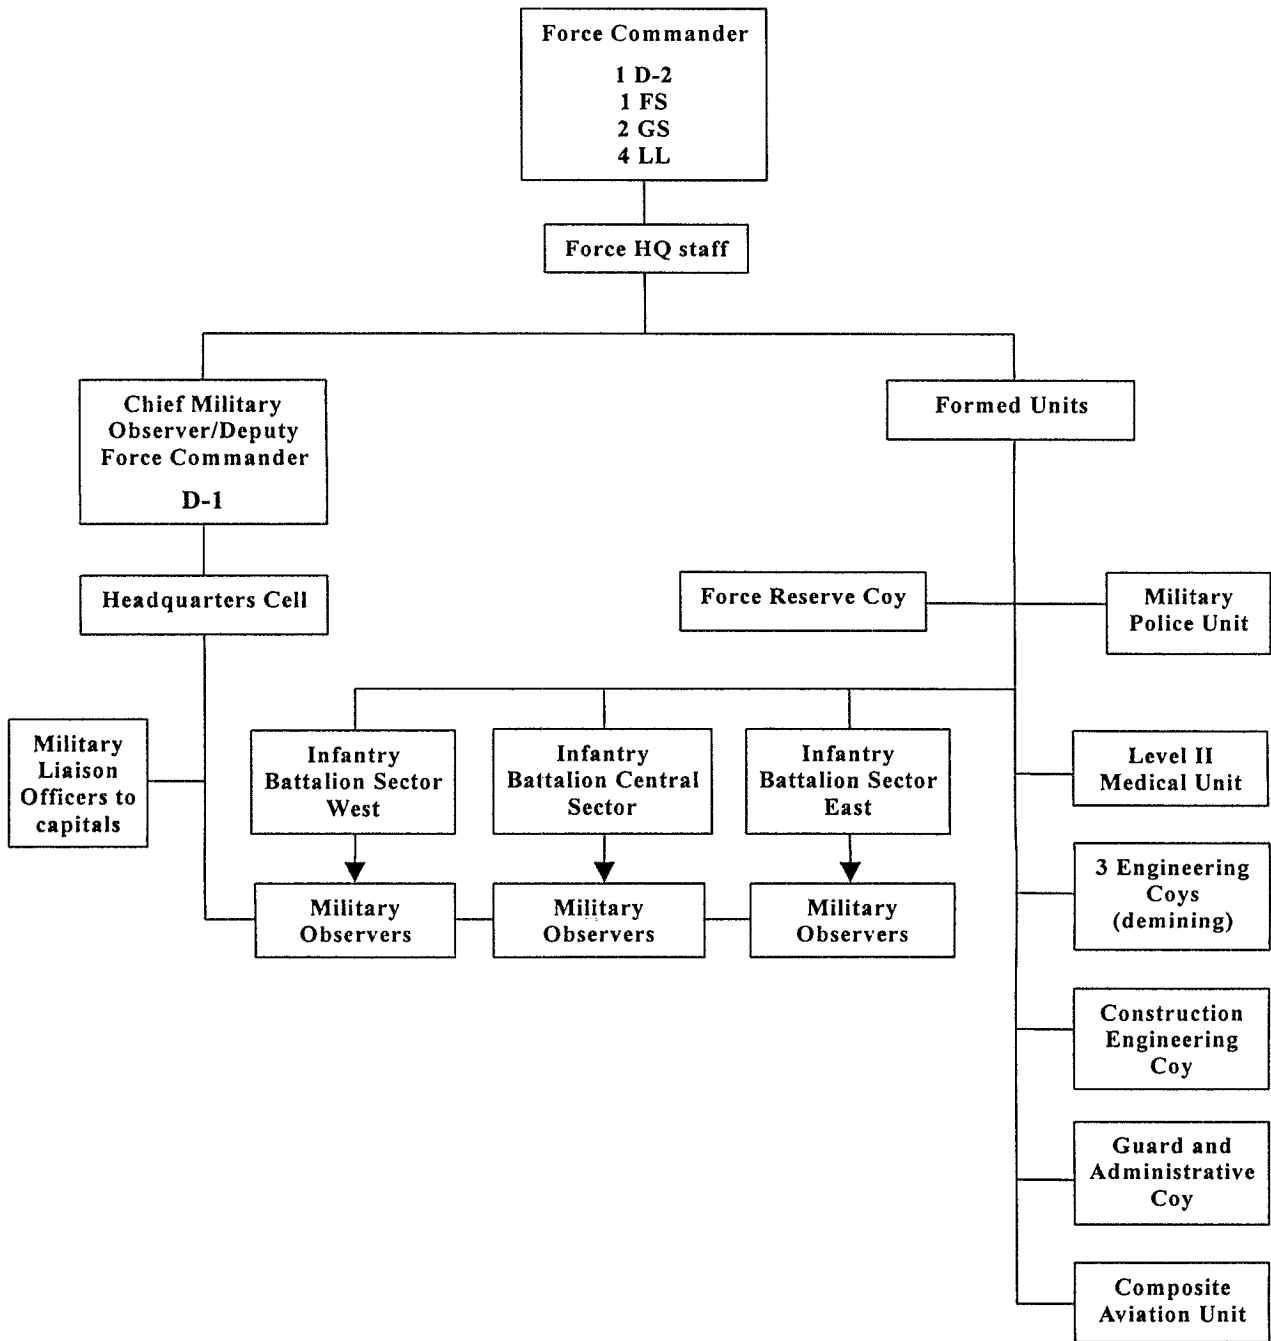 Force Commander
1 D-2
1 FS
2 GS
4 LL
Force HQ staff
Chief Military
Observer/Deputy
Force Commander
D-1
Formed Units
Headquarters Cell
Force Reserve Coy
Military
Police Unit
Military
Liaison
Officers to
capitals
Infantry
Battalion Sector
West
Infantry
Battalion Central
Sector
Infantry
Battalion Sector
East
Level II
Medical Unit
Military
Observers
Military
Observers
Military
Observers
3 Engineering
Coys
(demining)
Construction
Engineering
Coy
Guard and
Administrative
Coy
Composite
Aviation Unit